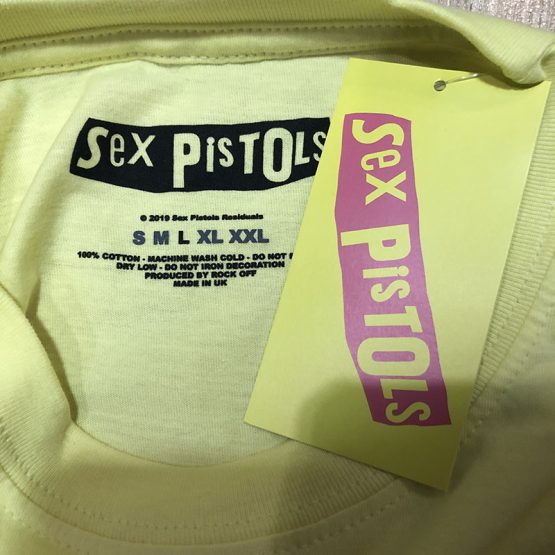 Sex PisTOLs
© 2019 Sex Pistols Residuals
S M L XL XXL
100% COTTON - MACHINE WASH COLD - DO NOT
DRY LOW - DO NOT IRON DECORATION
PRODUCED BY ROCK OFF
MADE IN UK
Sex PisTOLs